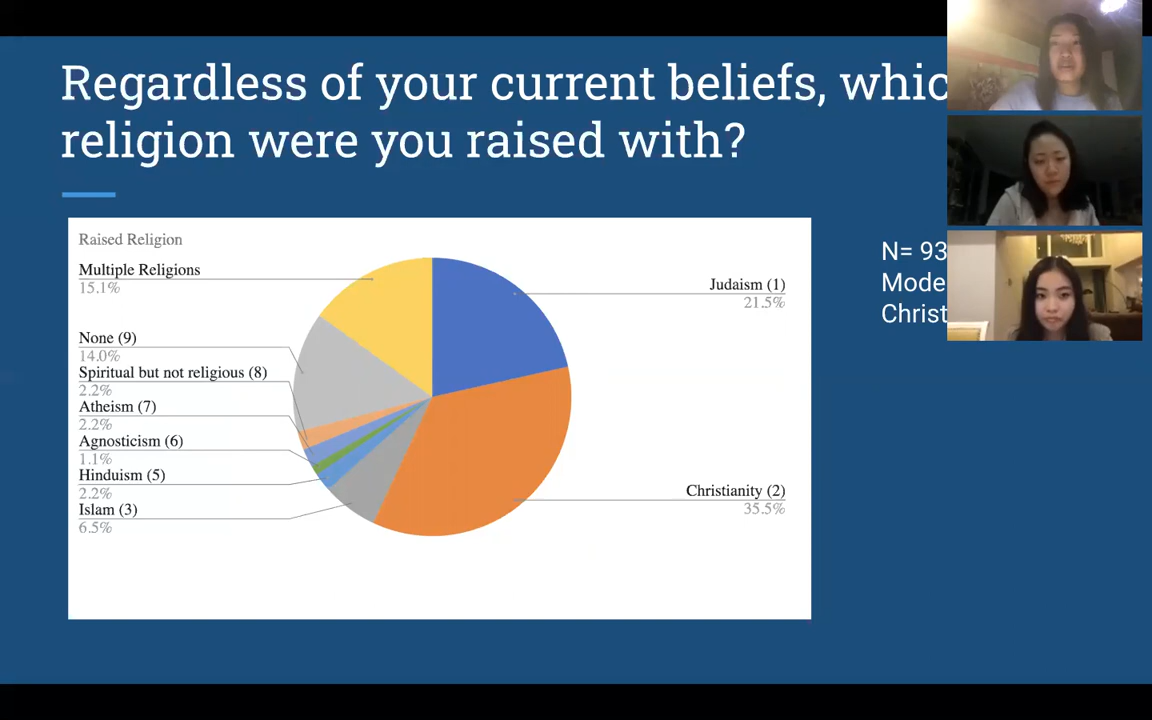 Regardless of your current beliefs, whic
religion were you raised with?
Raised Religion
Multiple Religions
15.1%
None (9)
14.0%
Spiritual but not religious (8)
2.2%
Atheism (7)
2.2%
Agnosticism (6)
1.1%
Hinduism (5)
2.2%
Islam (3)
6.5%
Judaism (1)
21.5%
Christianity (2)
35.5%
N= 93
Mode
Christ